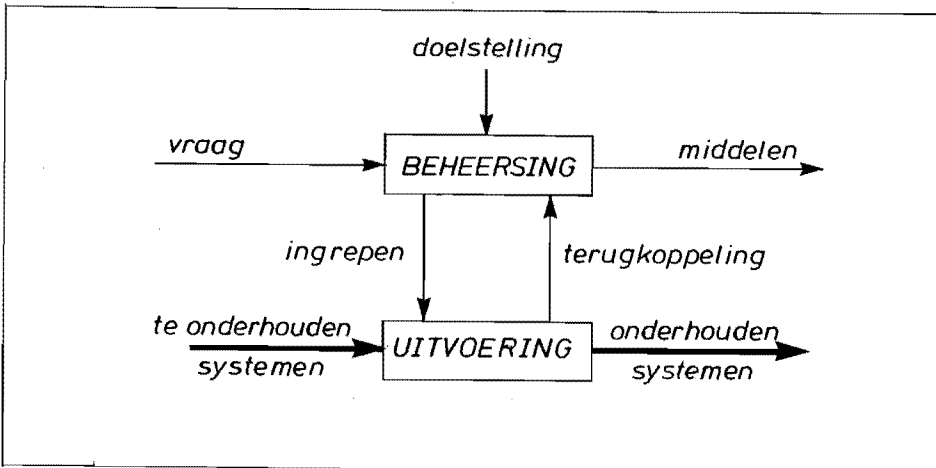 doelstelling
vraag
BEHEERSING
middelen
ingrepen
terugkoppeling
te onderhouden
systemen
UITVOERING
onderhouden
systemen